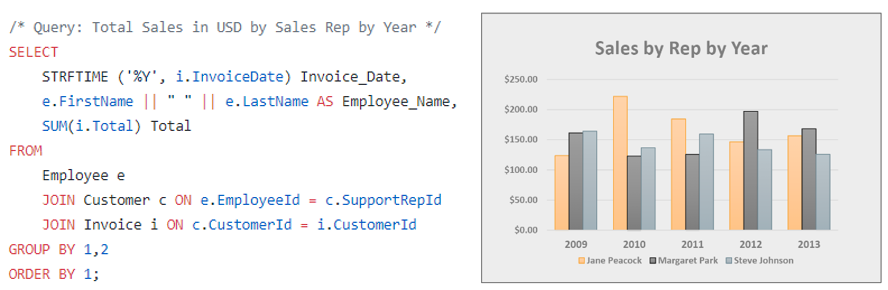 /* Query: Total Sales in USD by Sales Rep by Year */
SELECT
    STRFTIME ('%Y', i.InvoiceDate) Invoice_Date,
    e.FirstName || " " || e.LastName AS Employee_Name,
    SUM(i.Total) Total
FROM
    Employee e
    JOIN Customer c ON e.EmployeeId = c.SupportRepId
    JOIN Invoice i ON c.CustomerId = i.CustomerId
GROUP BY 1,2
ORDER BY 1;
Sales by Rep by Year
$250.00
$200.00
$150.00
$100.00
$50.00
$0.00
2009 2010 2011 2012 2013
Jane Peacock Margaret Park Steve Johnson